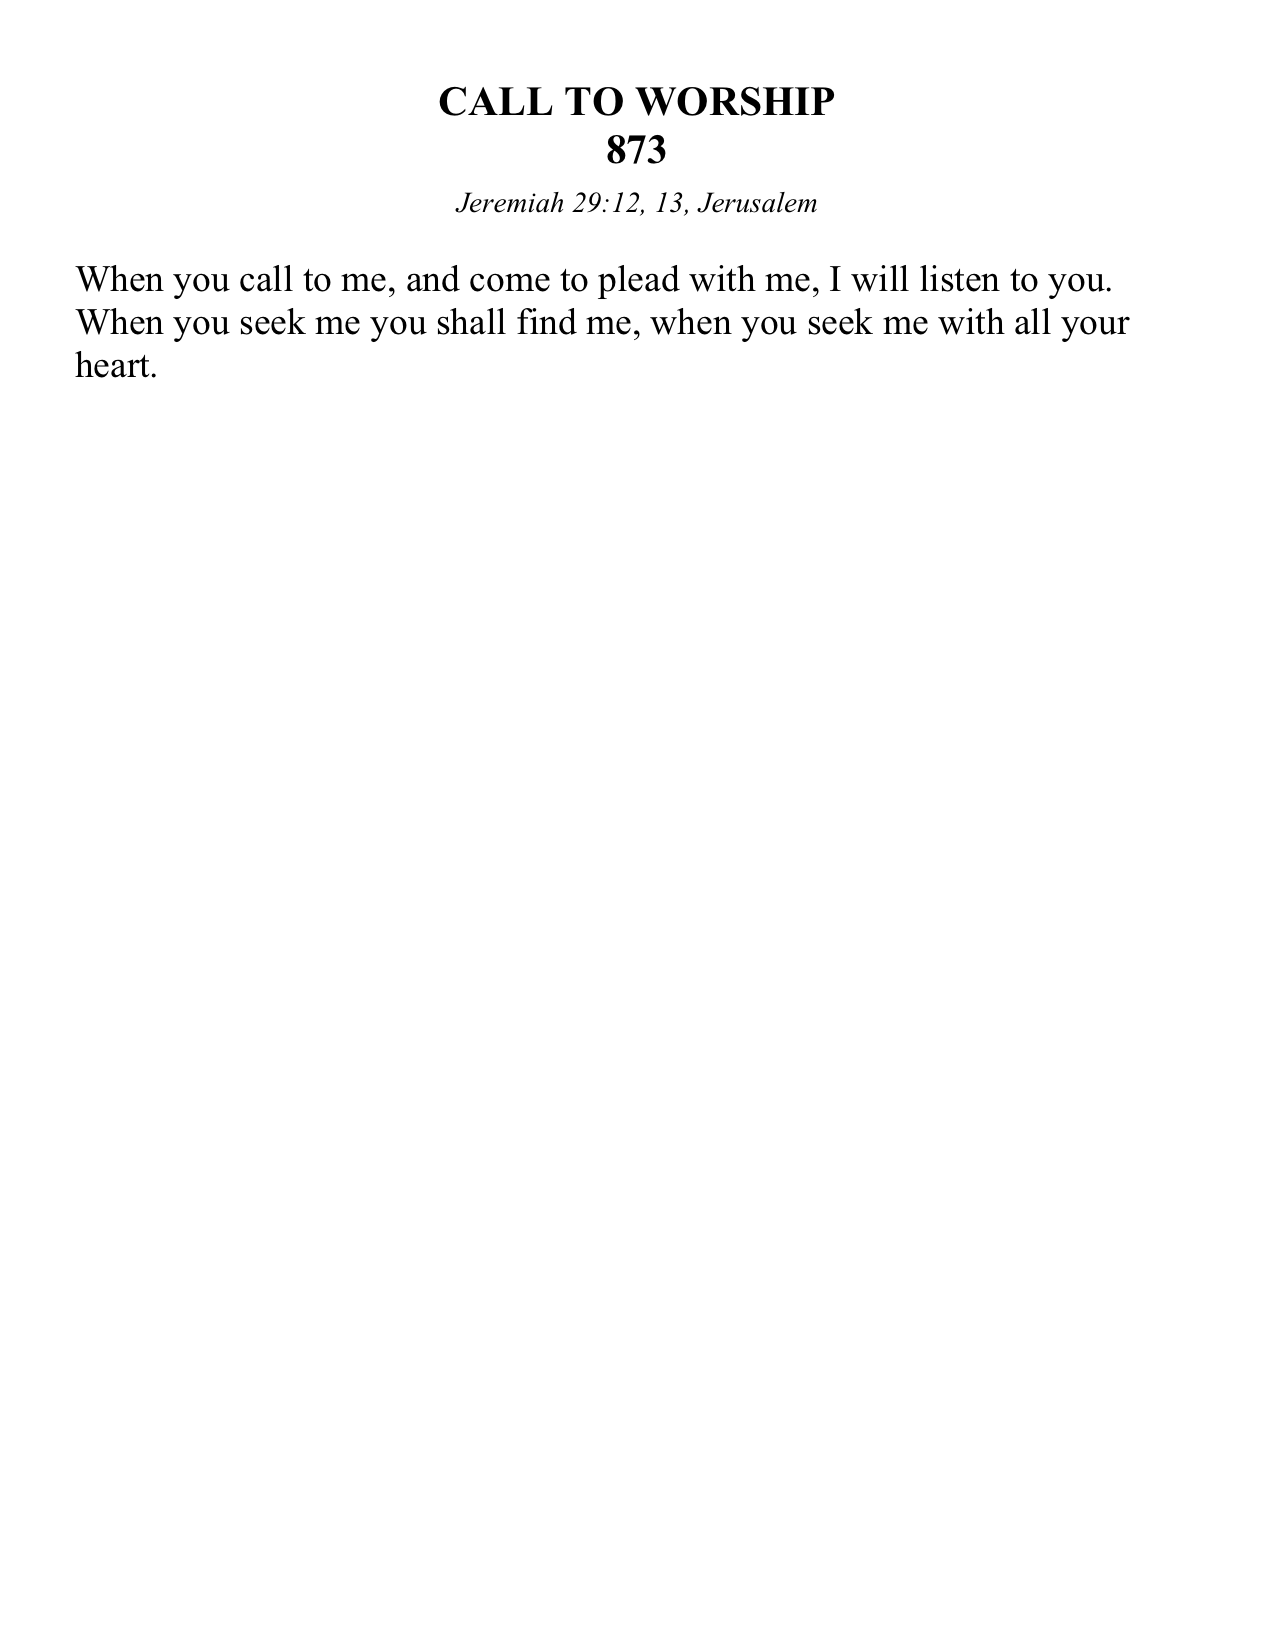 CALL TO WORSHIP
873
Jeremiah 29:12, 13, Jerusalem
When you call to me, and come to plead with me, I will listen to you.
When you seek me you shall find me, when you seek me with all your
heart.